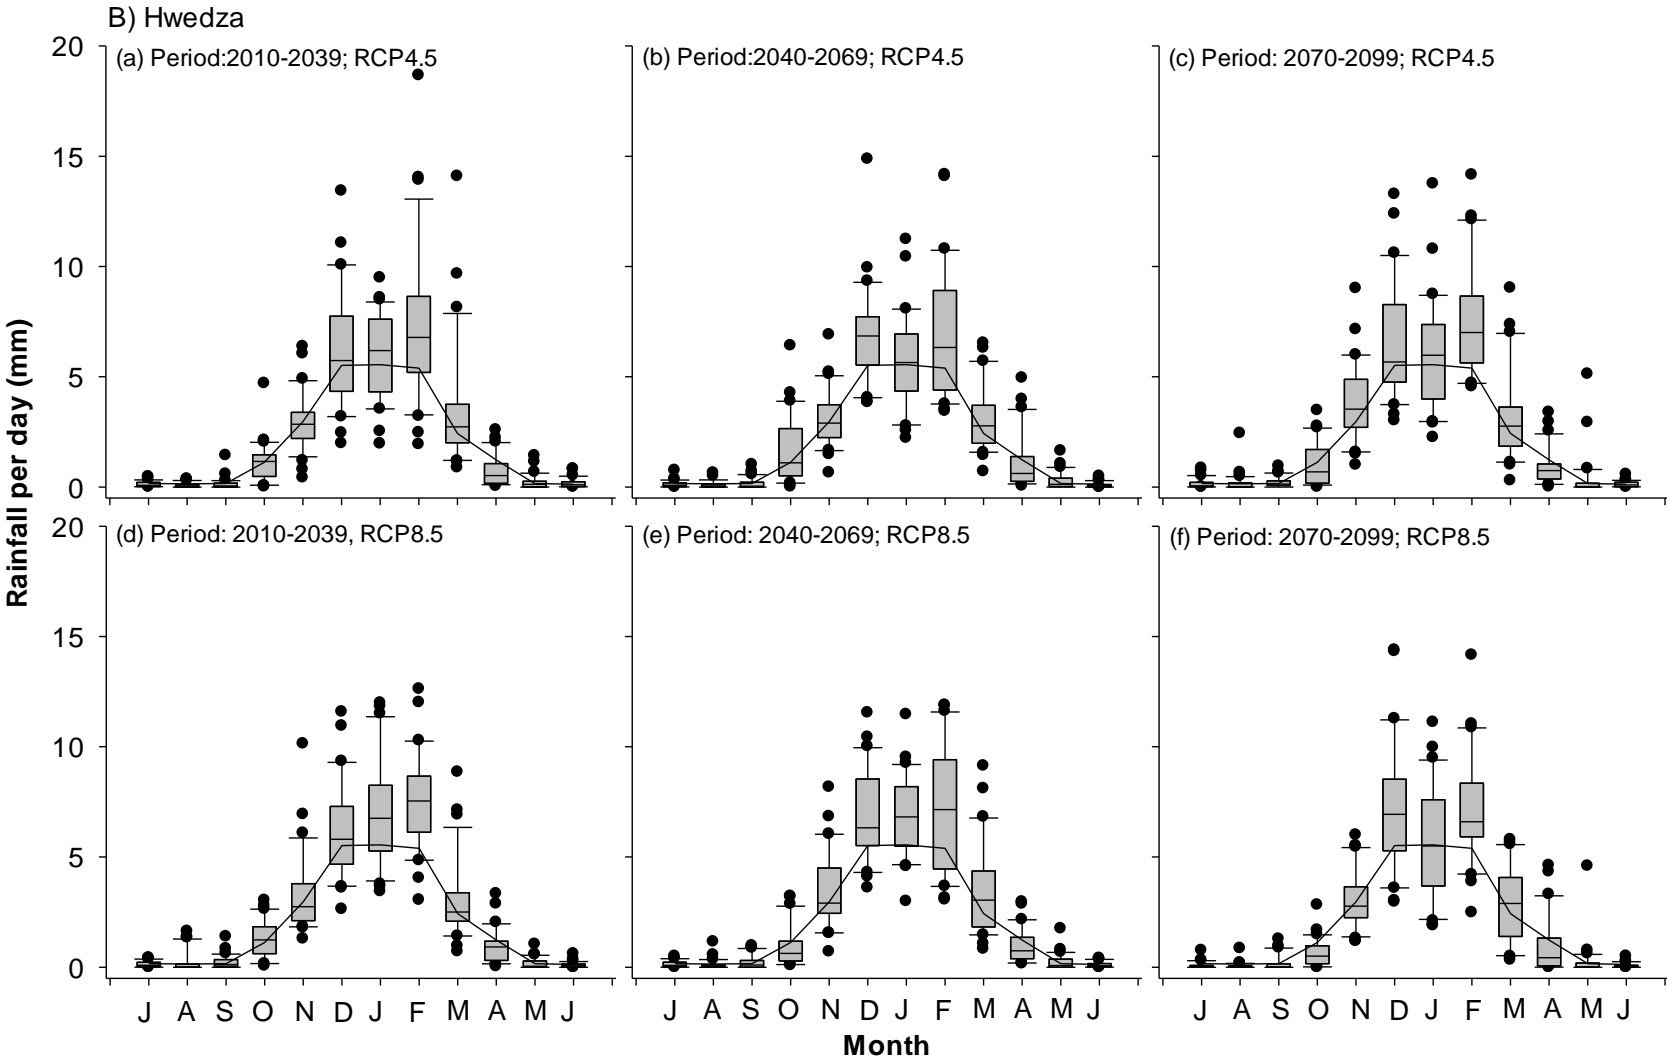 B) Hwedza
(a) Period:2010-2039; RCP4.5
(b) Period:2040-2069; RCP4.5
(c) Period: 2070-2099; RCP4.5
20
15
10
5
0
(d) Period: 2010-2039, RCP8.5
(e) Period: 2040-2069; RCP8.5
(f) Period: 2070-2099; RCP8.5
20
15
10
5
0
Rainfall per day (mm)
J A S O N D J F M A M J
J A S O N D J F M A M J
J A S O N D J F M A M J
Month